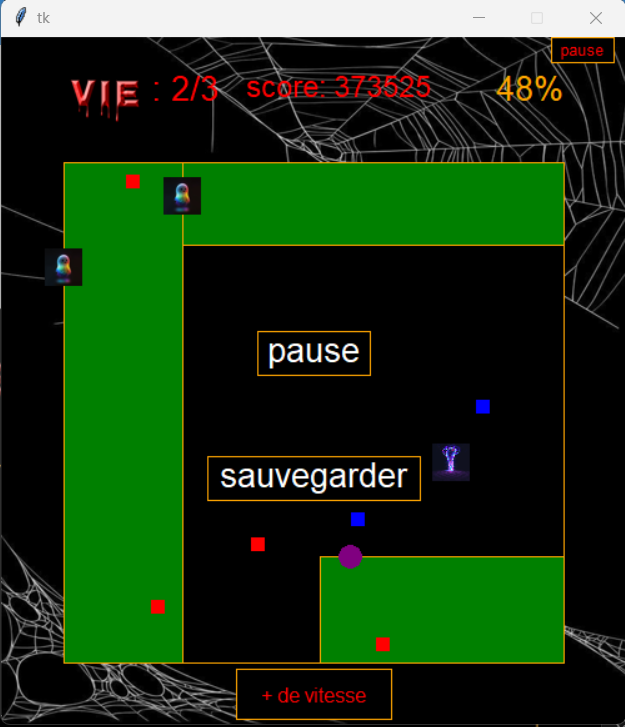 tk
pause
VIE : 2/3 score: 373525 48%
pause
sauvegarder
+ de vitesse